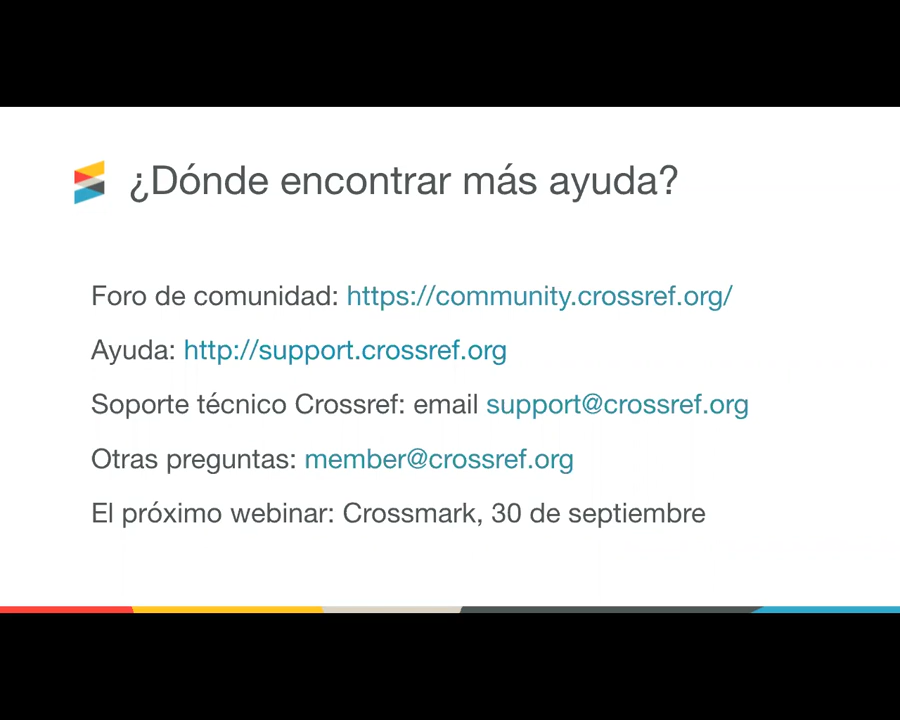 ¿Dónde encontrar más ayuda?
Foro de comunidad: https://community.crossref.org/
Ayuda: http://support.crossref.org
Soporte técnico Crossref: email support@crossref.org
Otras preguntas: member@crossref.org
El próximo webinar: Crossmark, 30 de septiembre